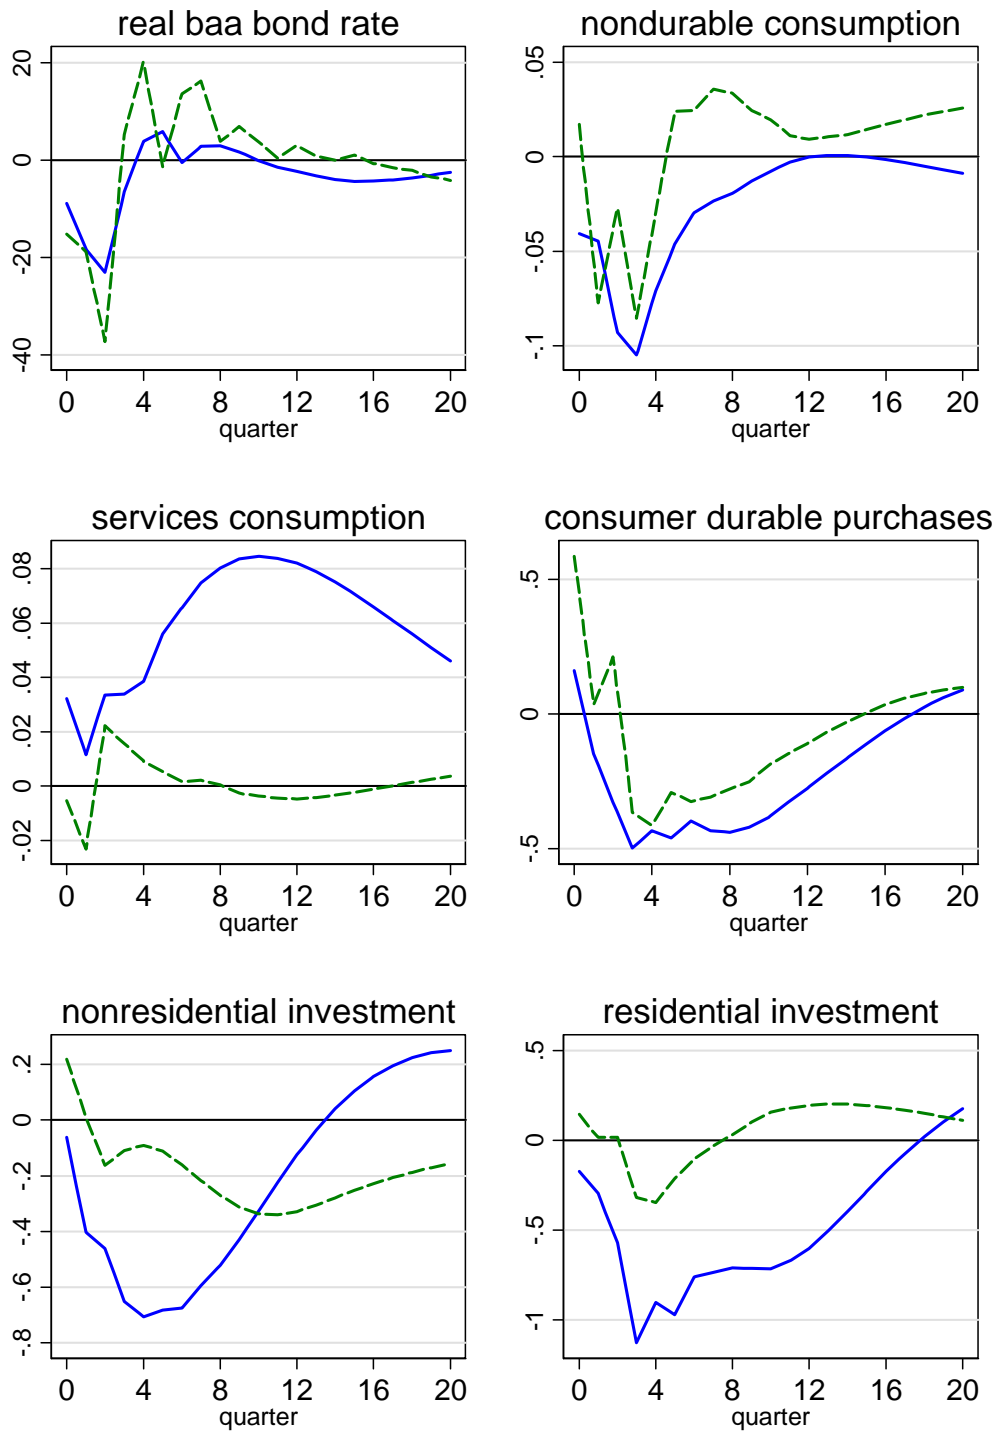 real baa bond rate
20
0
-20
-40
0 4 8 12 16 20
quarter
nondurable consumption
.05
0
-.05
-.1
0 4 8 12 16 20
quarter
services consumption
.08
.06
.04
.02
0
-.02
0 4 8 12 16 20
quarter
consumer durable purchases
.5
0
-.5
0 4 8 12 16 20
quarter
nonresidential investment
.2
0
-.2
-.4
-.6
-.8
0 4 8 12 16 20
quarter
residential investment
.5
0
-.5
-1
0 4 8 12 16 20
quarter